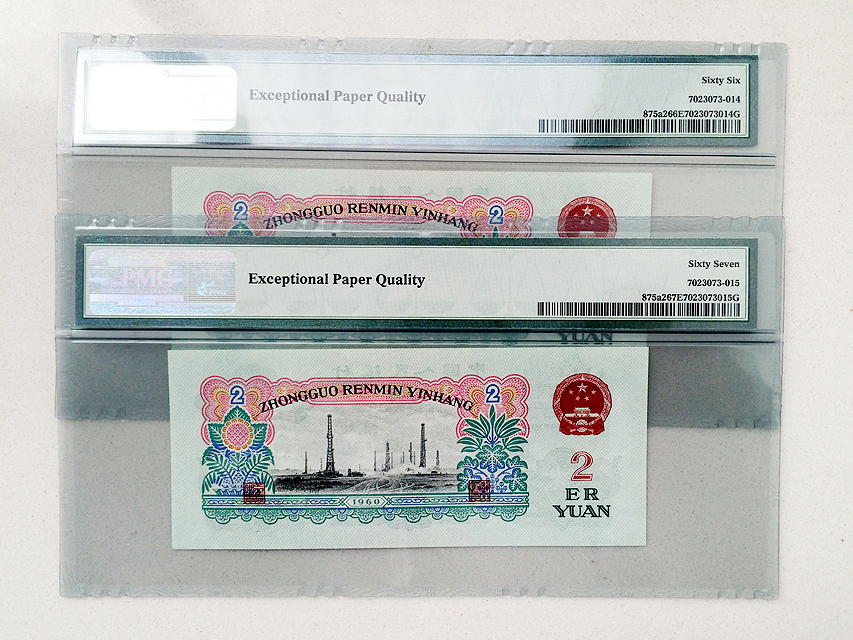 Exceptional Paper Quality
Sixty Six
7023073-014
875a266E7023073014G
2
ZHONGGUO RENMIN YINHANG
2
PMG
Exceptional Paper Quality
Sixty Seven
7023073-015
875a267E7023073015G
YUAN
2
ZHONGGUO RENMIN YINHANG
2
2
ER
YUAN
1960